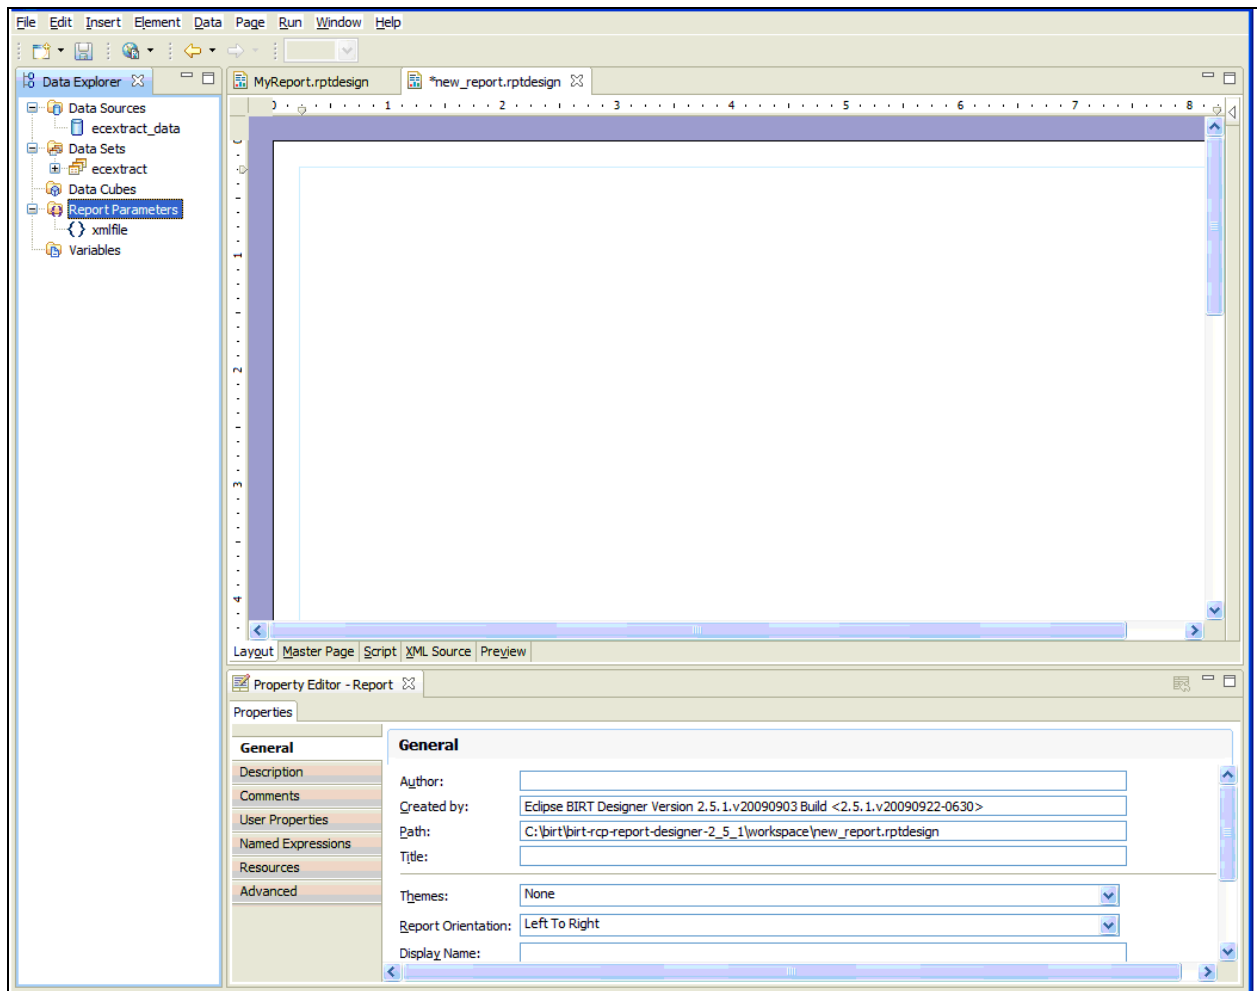 File Edit Insert Element Data Page Run Window Help
Data Explorer
MyReport.rptdesign
*new_report.rptdesign
Data Sources
ecextract_data
Data Sets
ecextract
Data Cubes
Report Parameters
xmlfile
Variables
1 2 3 4 5 6 7 8
0
1
2
3
4
Layout Master Page Script XML Source Preview
Property Editor - Report
Properties
General
Description
Comments
User Properties
Named Expressions
Resources
Advanced
General
Author:
Created by: Eclipse BIRT Designer Version 2.5.1.v20090903 Build <2.5.1.v20090922-0630>
Path: C:\birt\birt-rcp-report-designer-2_5_1\workspace\new_report.rptdesign
Title:
Themes: None
Report Orientation: Left To Right
Display Name: